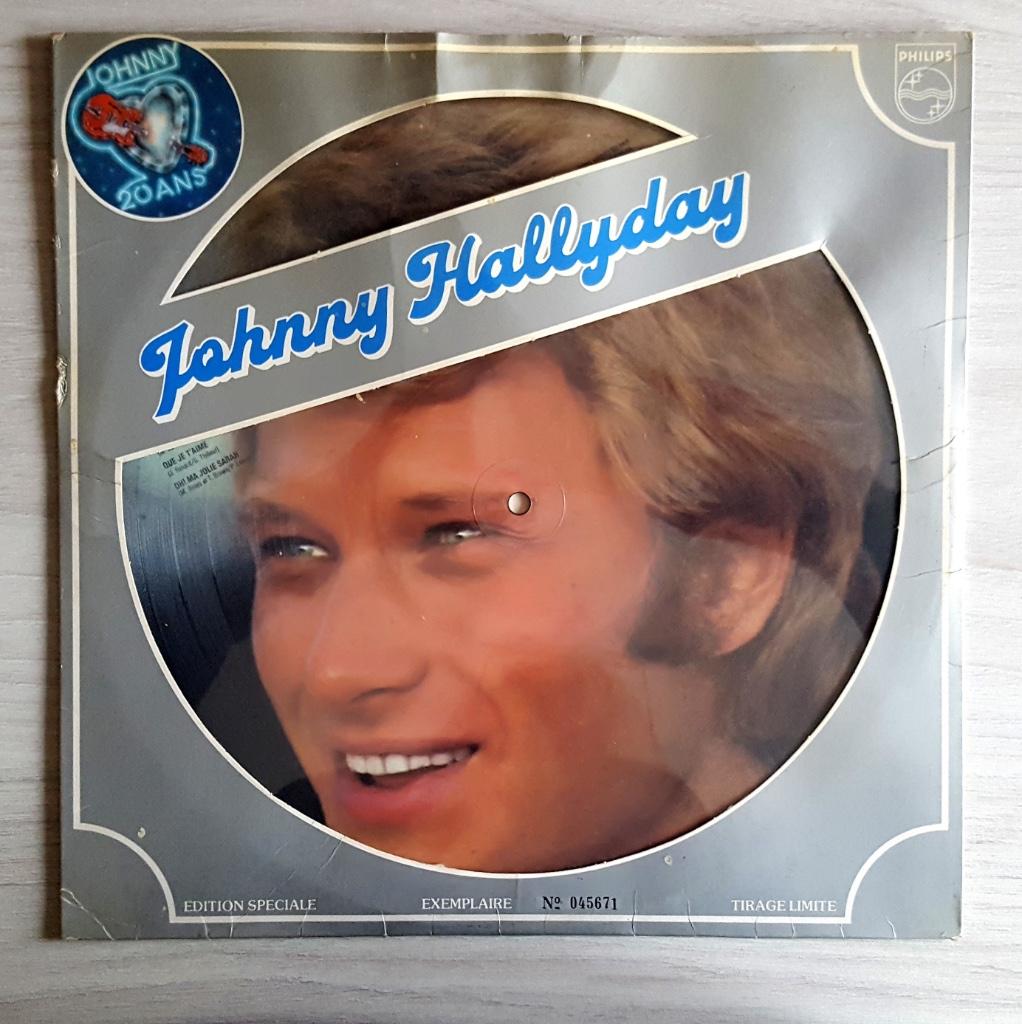 JOHNNY
20 ANS
PHILIPS
Johnny Hallyday
QUE JE T'AIME
OH! MA JOLIE SARAH
EDITION SPECIALE
EXEMPLAIRE Nº 045671
TIRAGE LIMITE